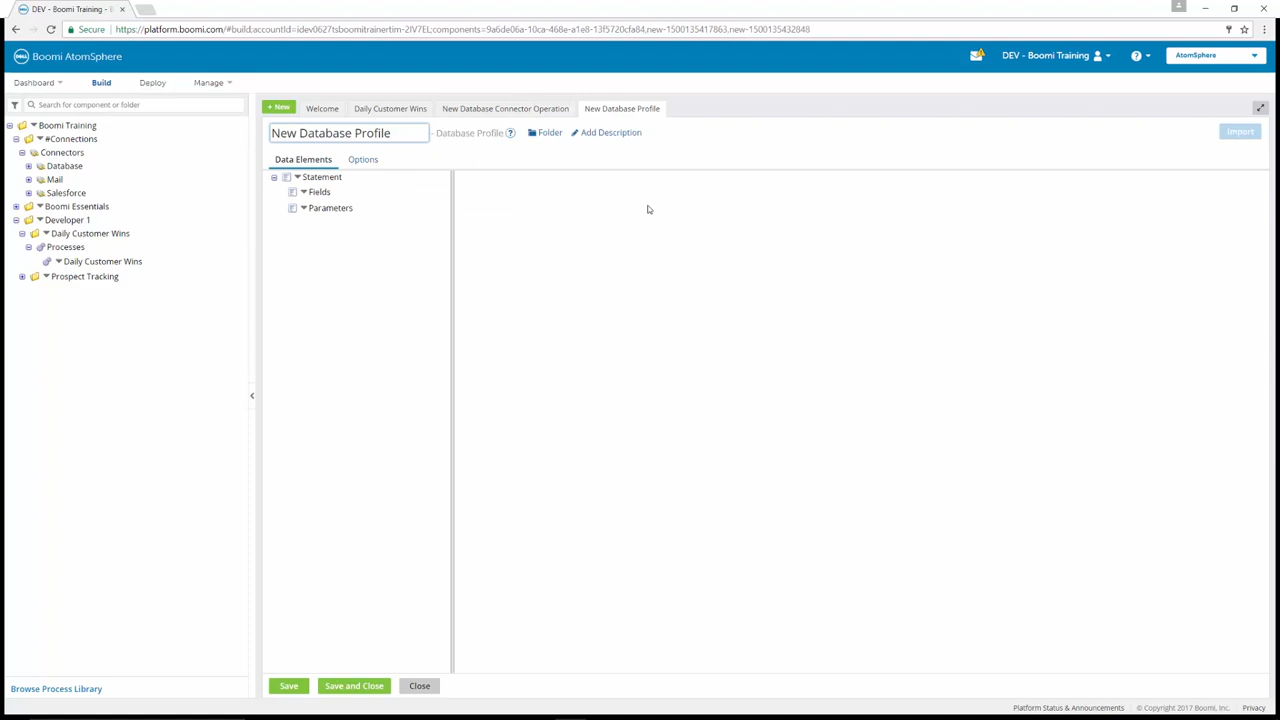 DEV - Boomi Training -
Secure
https://platform.boomi.com/#build;accountId=idev0627tsboomitrainertim-2IV7EL;components=9a6de06a-10ca-468e-a1e8-13f5720cfa84,new-1500135417863,new-1500135432848
DELL Boomi AtomSphere
DEV - Boomi Training
AtomSphere
Dashboard Build Deploy Manage
Search for component or folder
+ New Welcome Daily Customer Wins New Database Connector Operation New Database Profile
Boomi Training
#Connections
Connectors
Database
Mail
Salesforce
Boomi Essentials
Developer 1
Daily Customer Wins
Processes
Daily Customer Wins
Prospect Tracking
New Database Profile - Database Profile ? Folder Add Description Import
Data Elements Options
Statement
Fields
Parameters
Save Save and Close Close
Browse Process Library
Platform Status & Announcements © Copyright 2017 Boomi, Inc. Privacy